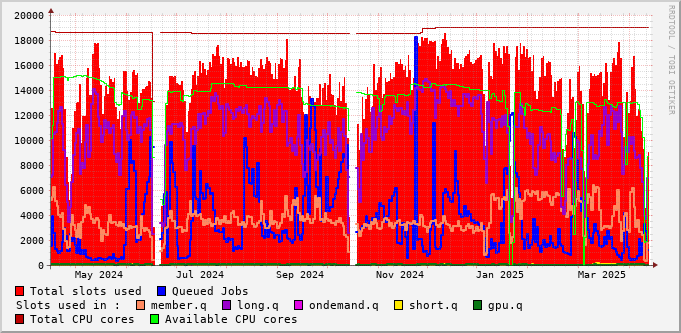 20000
18000
16000
14000
12000
10000
8000
6000
4000
2000
0
May 2024 Jul 2024 Sep 2024 Nov 2024 Jan 2025 Mar 2025
Total slots used Queued Jobs
Slots used in : member.q long.q ondemand.q short.q gpu.q
Total CPU cores Available CPU cores
RRDTOOL / TOBI OETIKER